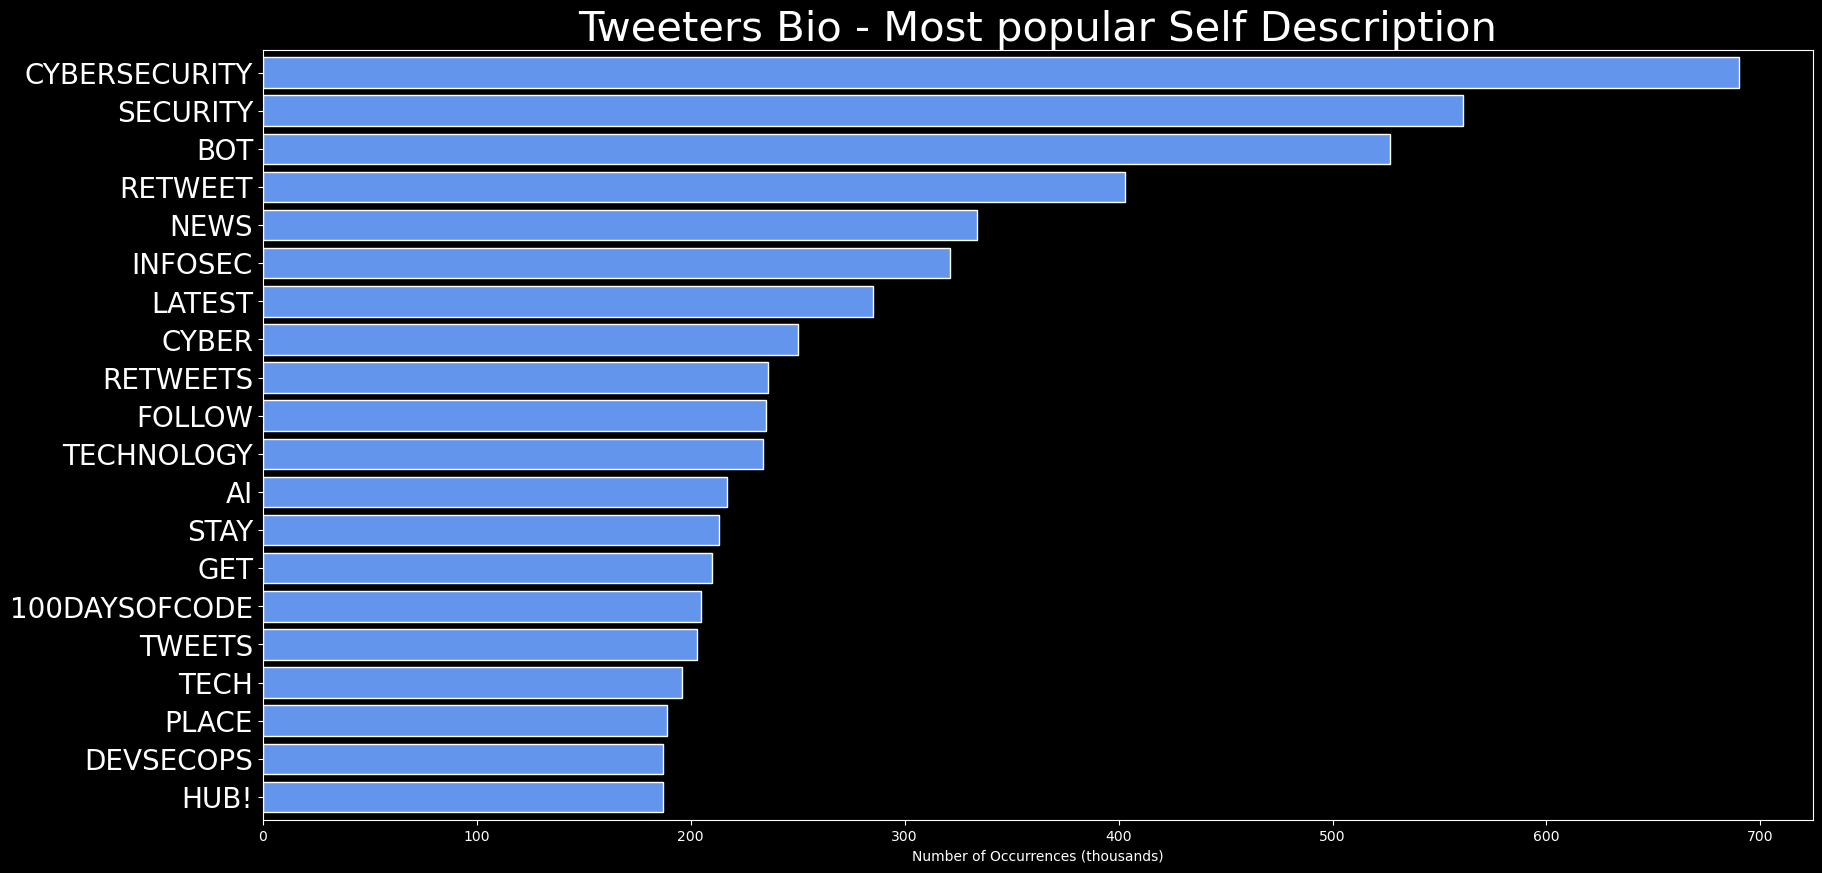 Tweeters Bio - Most popular Self Description
CYBERSECURITY
SECURITY
BOT
RETWEET
NEWS
INFOSEC
LATEST
CYBER
RETWEETS
FOLLOW
TECHNOLOGY
AI
STAY
GET
100DAYSOFCODE
TWEETS
TECH
PLACE
DEVSECOPS
HUB!
0 100 200 300 400 500 600 700
Number of Occurrences (thousands)